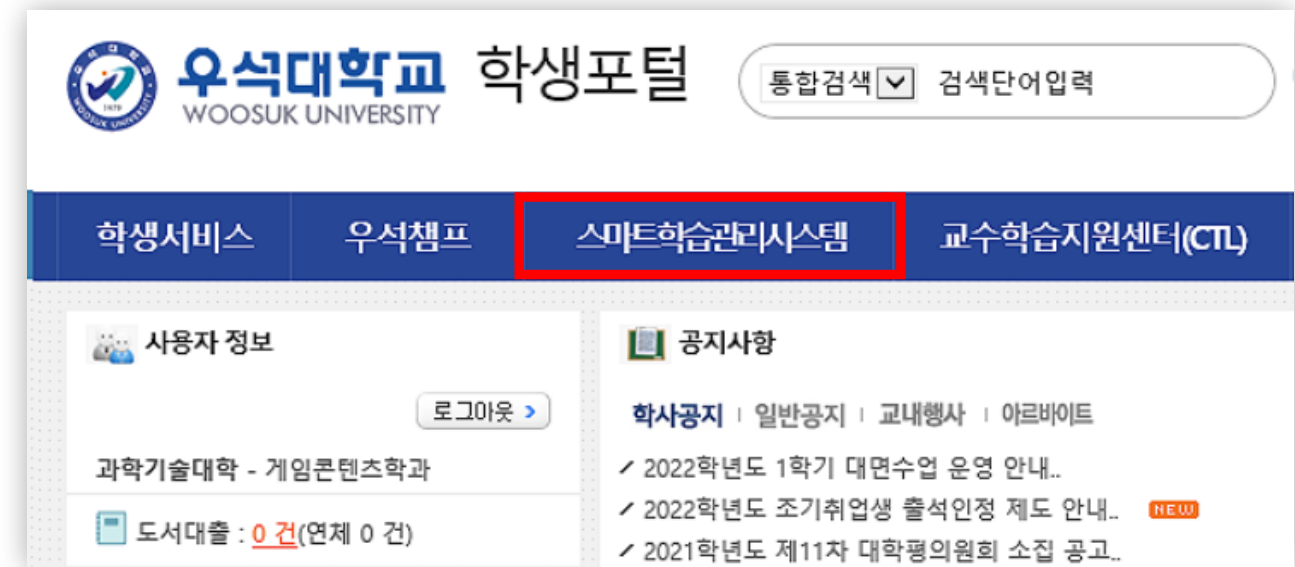 우석대학교 학생포털
WOOSUK UNIVERSITY
통합검색 검색단어입력
학생서비스 우석챔프 스마트학습관리시스템 교수학습지원센터(CTL)
사용자 정보
로그아웃
과학기술대학 - 게임콘텐츠학과
도서대출 : 0 건(연체 0 건)
공지사항
학사공지 일반공지 교내행사 아르바이트
2022학년도 1학기 대면수업 운영 안내..
2022학년도 조기취업생 출석인정 제도 안내.. NEW
2021학년도 제11차 대학평의원회 소집 공고..